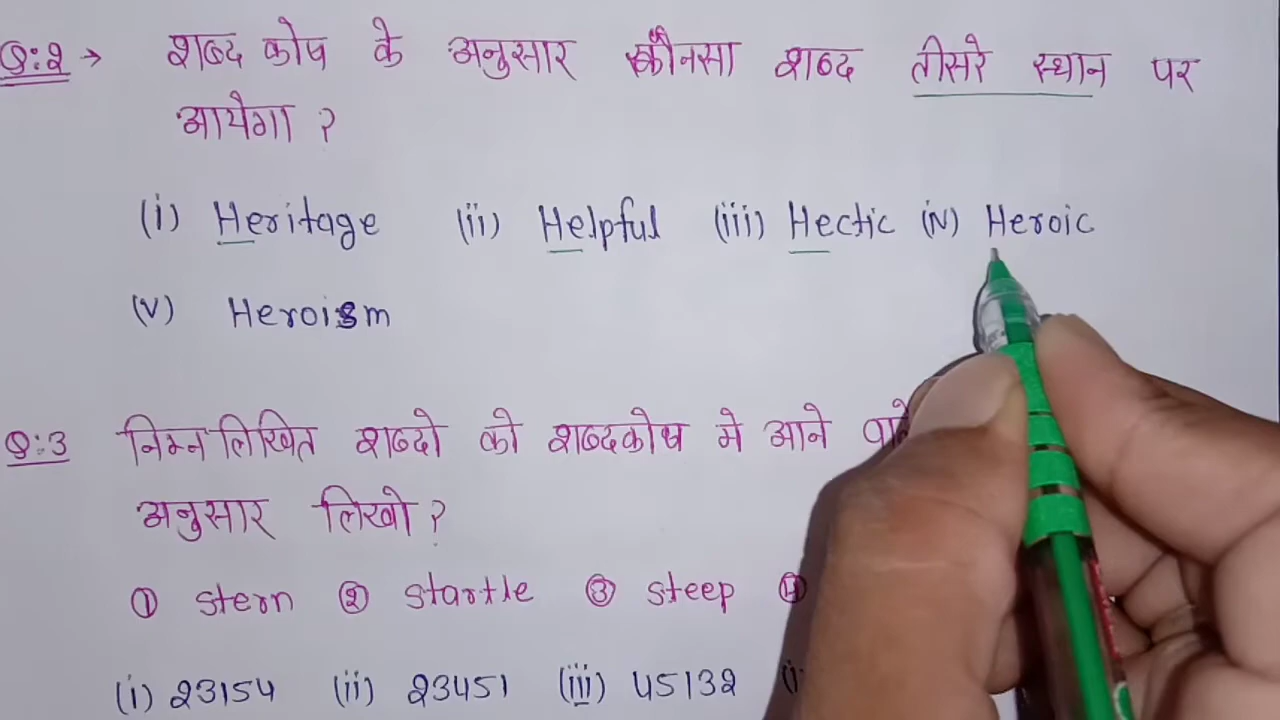 Q:2 → शब्द कोष के अनुसार कौनसा शब्द तीसरे स्थान पर
आयेगा ?
(i) Heritage (ii) Helpful (iii) Hectic (iv) Heroic
(v) Heroism
Q:3 निम्नलिखित शब्दो को शब्दकोष मे आने
अनुसार लिखो ?
① stern ② startle ③ steep ④
(i) 23154 (ii) 23451 (iii) 45132